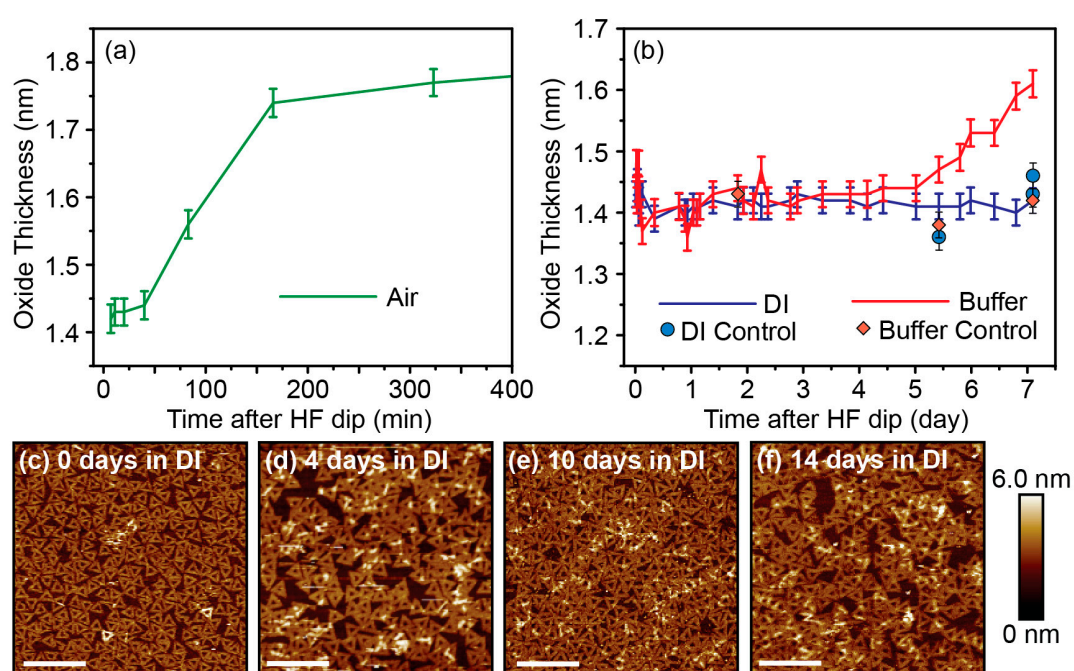 (a)
Oxide Thickness (nm)
1.8
1.7
1.6
1.5
1.4
Air
0
100
200
300
400
Time after HF dip (min)
(b)
Oxide Thickness (nm)
1.7
1.6
1.5
1.4
1.3
1.2
DI
Buffer
DI Control
Buffer Control
0
1
2
3
4
5
6
7
Time after HF dip (day)
(c) 0 days in DI
(d) 4 days in DI
(e) 10 days in DI
(f) 14 days in DI
6.0 nm
0 nm